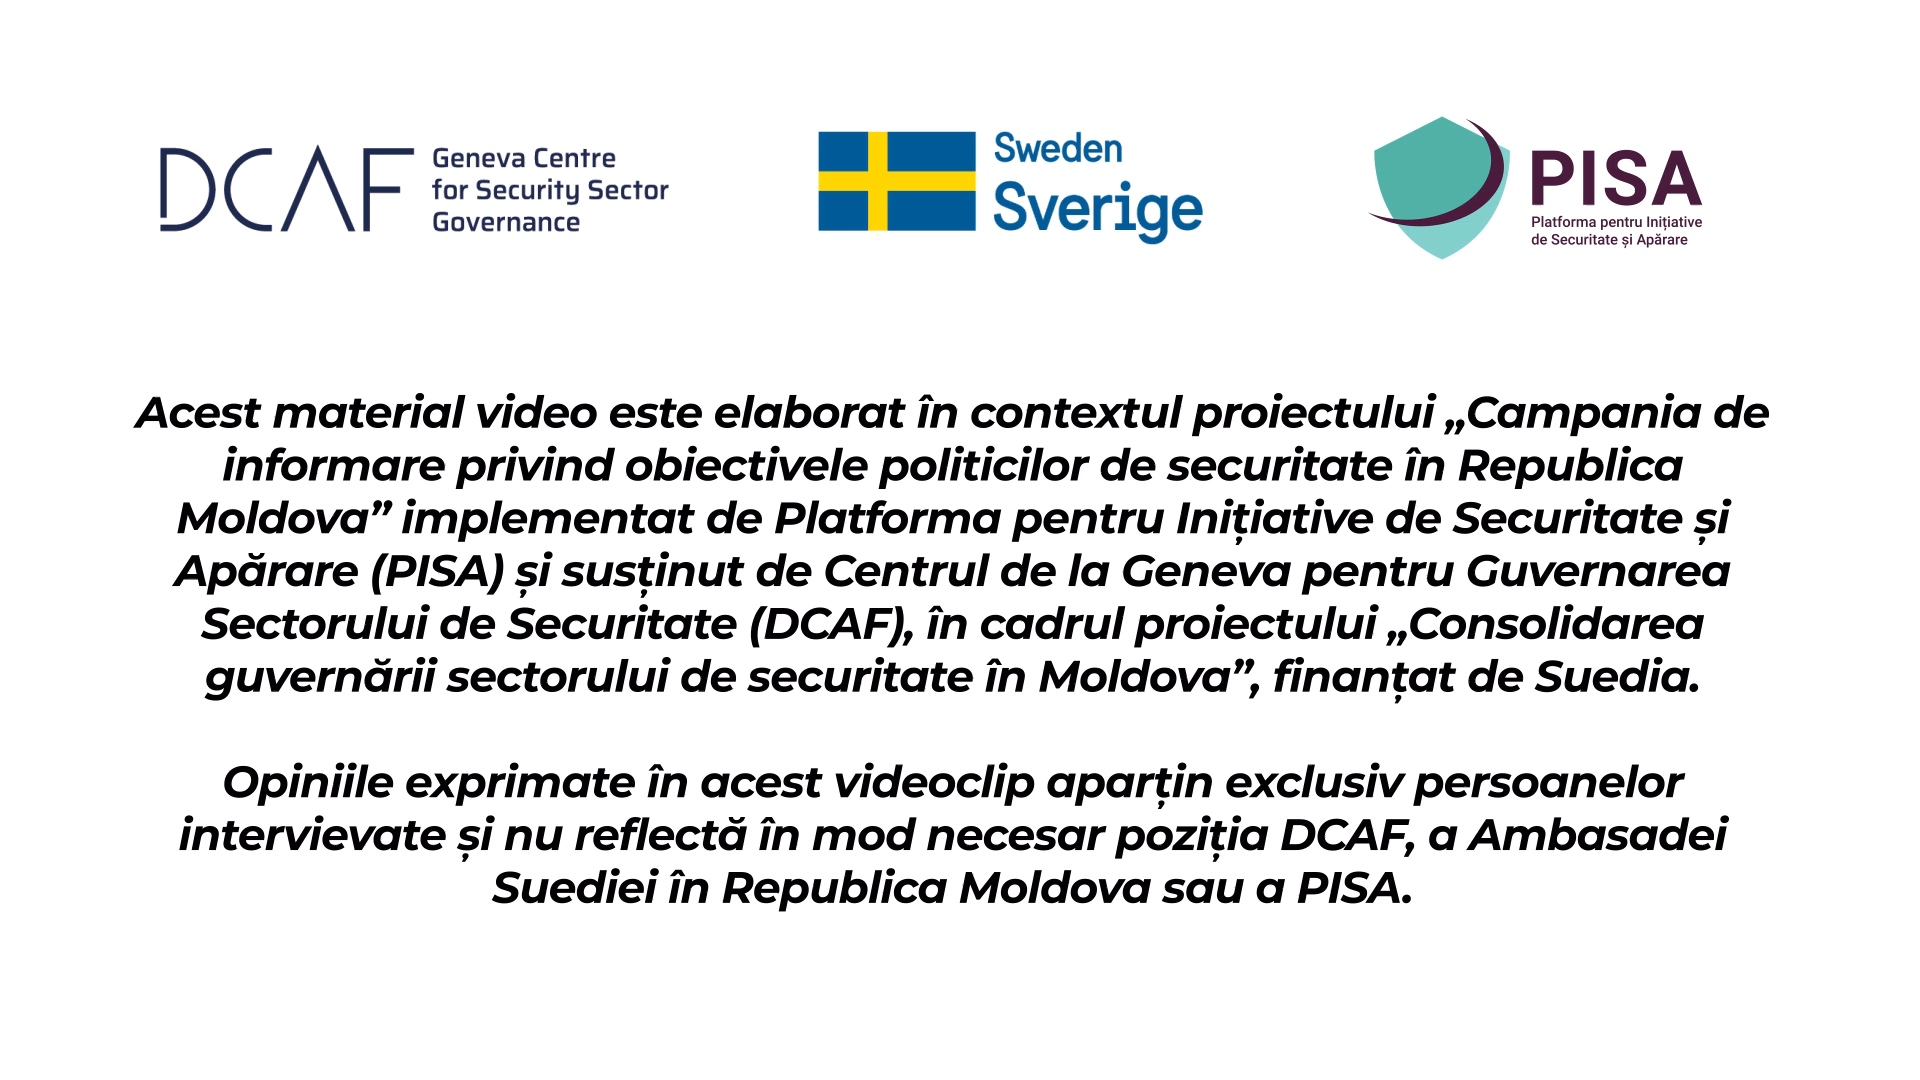 DCAF
Geneva Centre
for Security Sector
Governance
Sweden
Sverige
PISA
Platforma pentru Inițiative
de Securitate și Apărare
Acest material video este elaborat în contextul proiectului „Campania de
informare privind obiectivele politicilor de securitate în Republica
Moldova” implementat de Platforma pentru Inițiative de Securitate și
Apărare (PISA) și susținut de Centrul de la Geneva pentru Guvernarea
Sectorului de Securitate (DCAF), în cadrul proiectului „Consolidarea
guvernării sectorului de securitate în Moldova”, finanțat de Suedia.
Opiniile exprimate în acest videoclip aparțin exclusiv persoanelor
intervievate și nu reflectă în mod necesar poziția DCAF, a Ambasadei
Suediei în Republica Moldova sau a PISA.